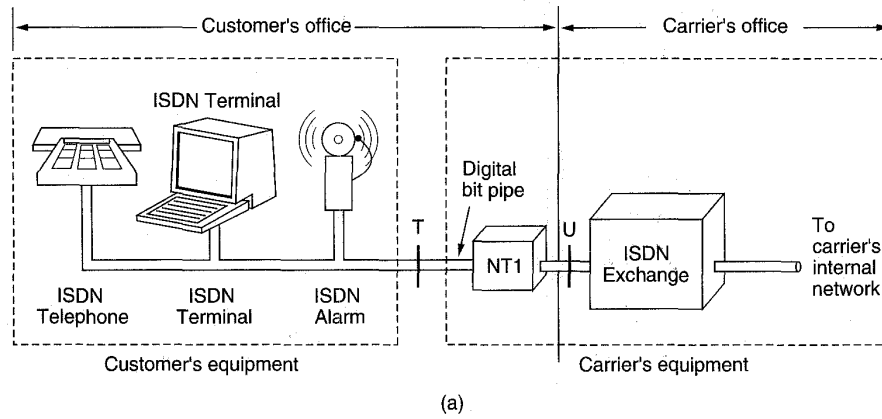 Customer's office
Carrier's office
ISDN Terminal
Digital
bit pipe
T
U
NT1
ISDN
Exchange
To
carrier's
internal
network
ISDN
Telephone
ISDN
Terminal
ISDN
Alarm
Customer's equipment
Carrier's equipment
(a)